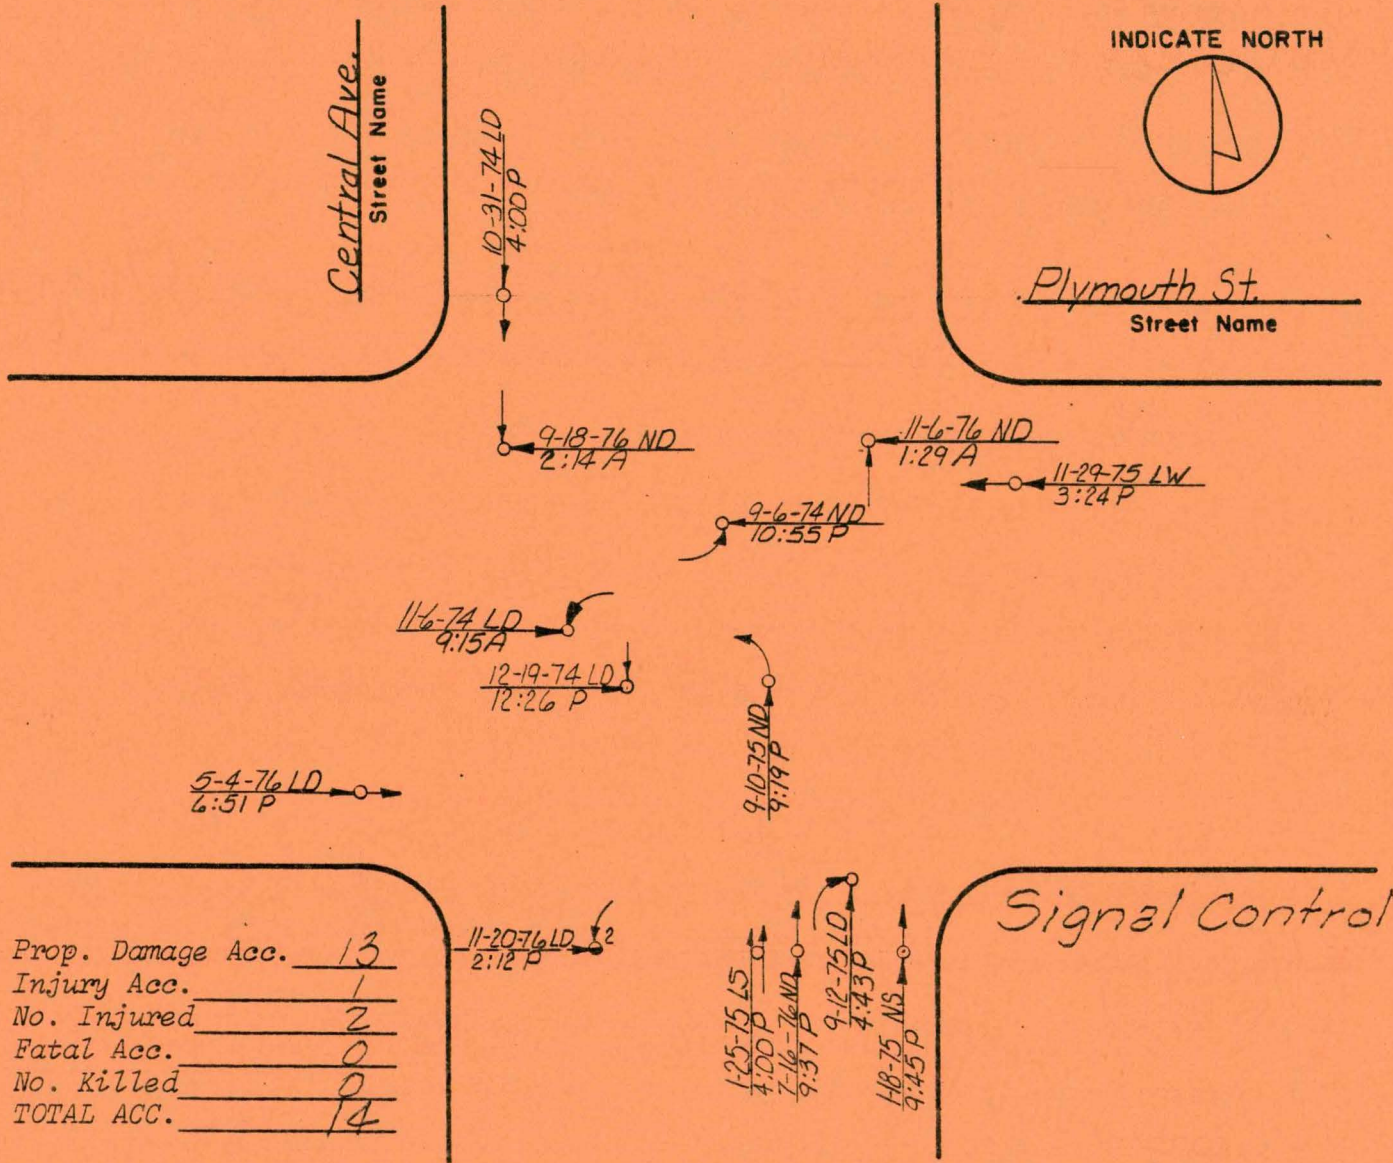 INDICATE NORTH
Central Ave.
Street Name
10-31-74 LD
4:00 P
Plymouth St.
Street Name
9-18-76 ND
2:14 A
11-6-76 ND
1:29 A
11-29-75 LW
3:24 P
9-6-74 ND
10:55 P
11-6-74 LD
9:15 A
12-19-74 LD
12:26 P
9-10-75 ND
9:19 P
5-4-76 LD
6:51 P
Signal Control
11-20-76 LD 2
2:12 P
1-25-75 LS
4:00 P
7-16-76 ND
9:37 P
9-12-75 LD
4:43 P
1-18-75 NS
9:45 P
Prop. Damage Acc. 13
Injury Acc. 1
No. Injured 2
Fatal Acc. 0
No. Killed 0
TOTAL ACC. 14